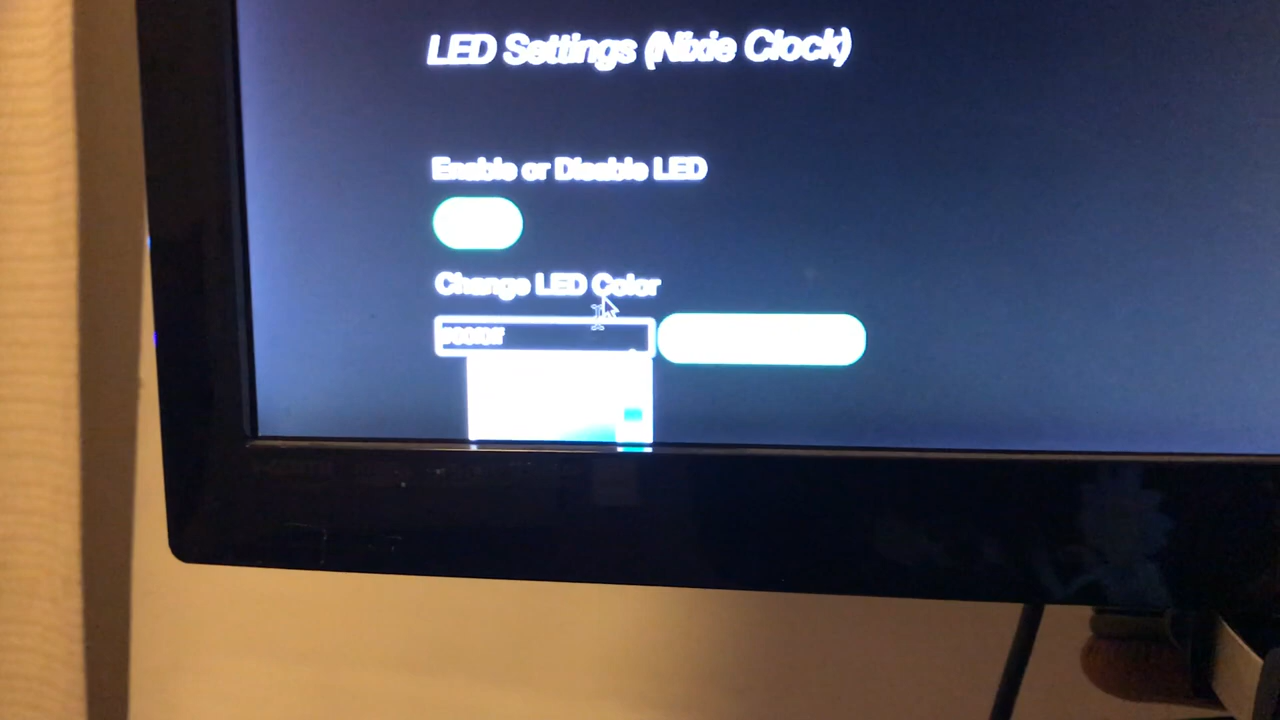 LED Settings (Nixie Clock)
Enable or Disable LED
Change LED Color